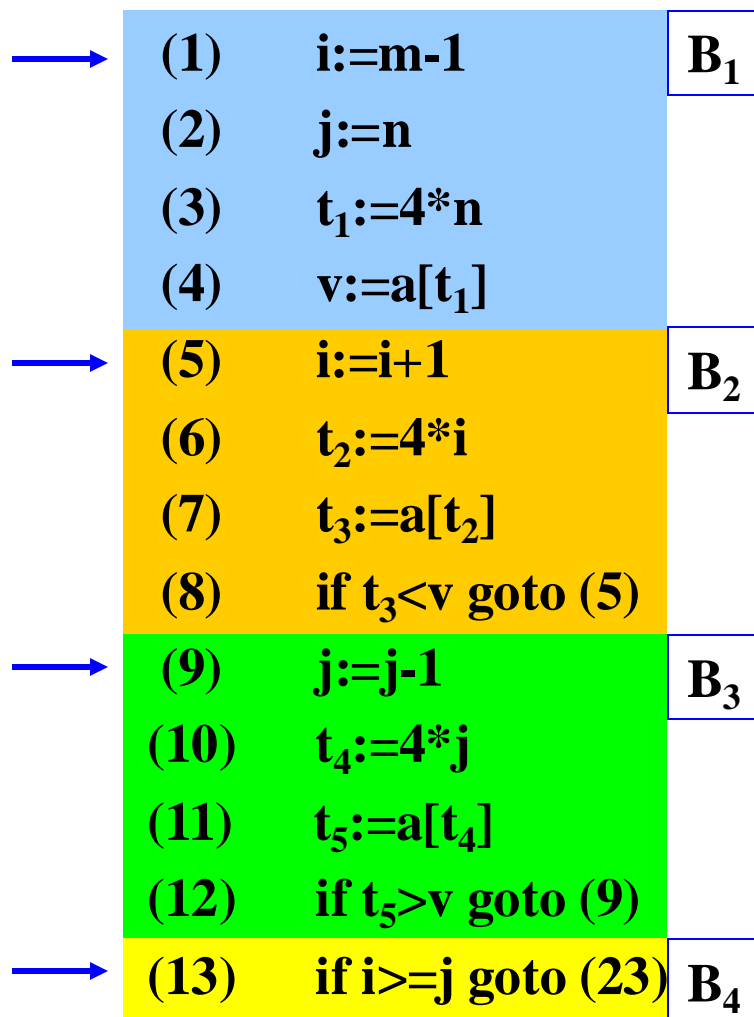 (1) i:=m-1 B₁
(2) j:=n
(3) t₁:=4*n
(4) v:=a[t₁]
(5) i:=i+1 B₂
(6) t₂:=4*i
(7) t₃:=a[t₂]
(8) if t₃<v goto (5)
(9) j:=j-1 B₃
(10) t₄:=4*j
(11) t₅:=a[t₄]
(12) if t₅>v goto (9)
(13) if i>=j goto (23) B₄